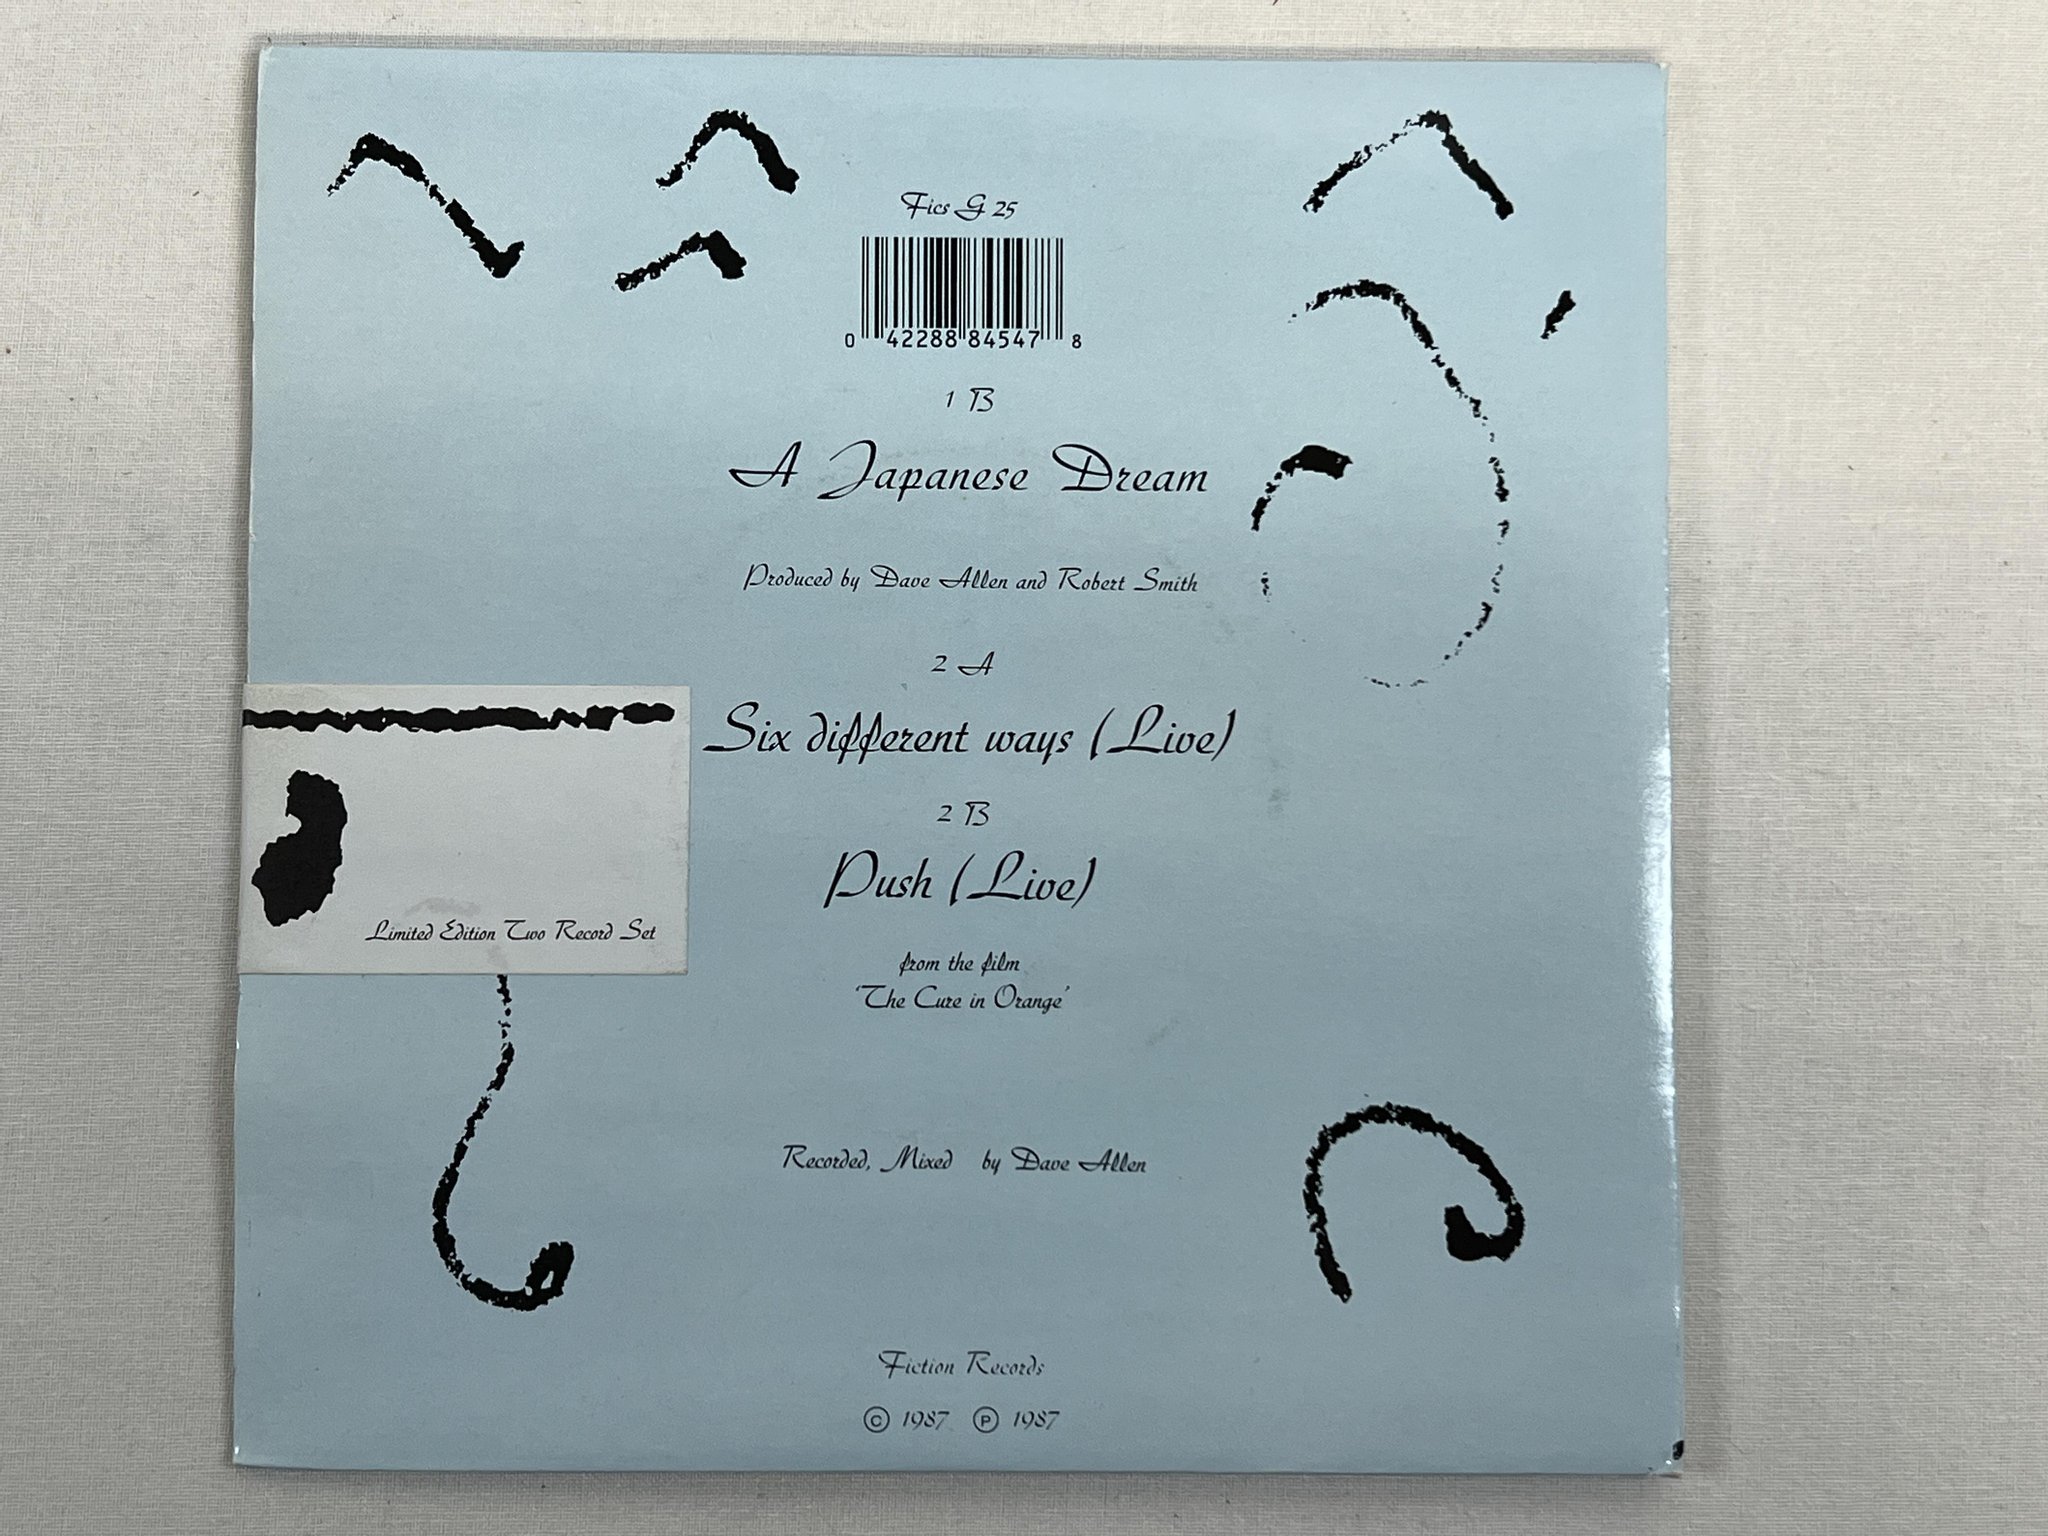 Fics G 25
0 42288 84547 8
1 B
A Japanese Dream
Produced by Dave Allen and Robert Smith
2 A
Six different ways (Live)
2 B
Push (Live)
Limited Edition Two Record Set
from the film
'The Cure in Orange'
Recorded, Mixed by Dave Allen
Fiction Records
© 1987 ℗ 1987